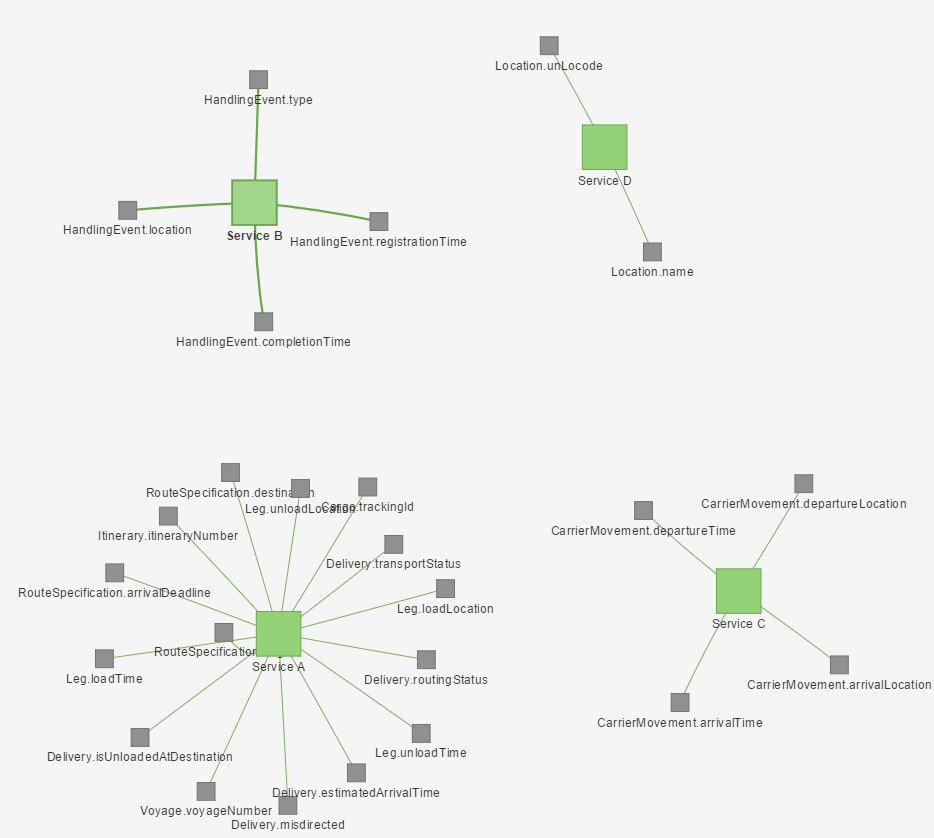 Location.unLocode
HandlingEvent.type
Service D
HandlingEvent.location
Service B
HandlingEvent.registrationTime
Location.name
HandlingEvent.completionTime
RouteSpecification.destination
Leg.unloadLocation
Cargo.trackingId
CarrierMovement.departureLocation
Itinerary.itineraryNumber
CarrierMovement.departureTime
Delivery.transportStatus
RouteSpecification.arrivalDeadline
Leg.loadLocation
Service C
RouteSpecification
Service A
Leg.loadTime
Delivery.routingStatus
CarrierMovement.arrivalLocation
CarrierMovement.arrivalTime
Delivery.isUnloadedAtDestination
Leg.unloadTime
Delivery.estimatedArrivalTime
Voyage.voyageNumber
Delivery.misdirected